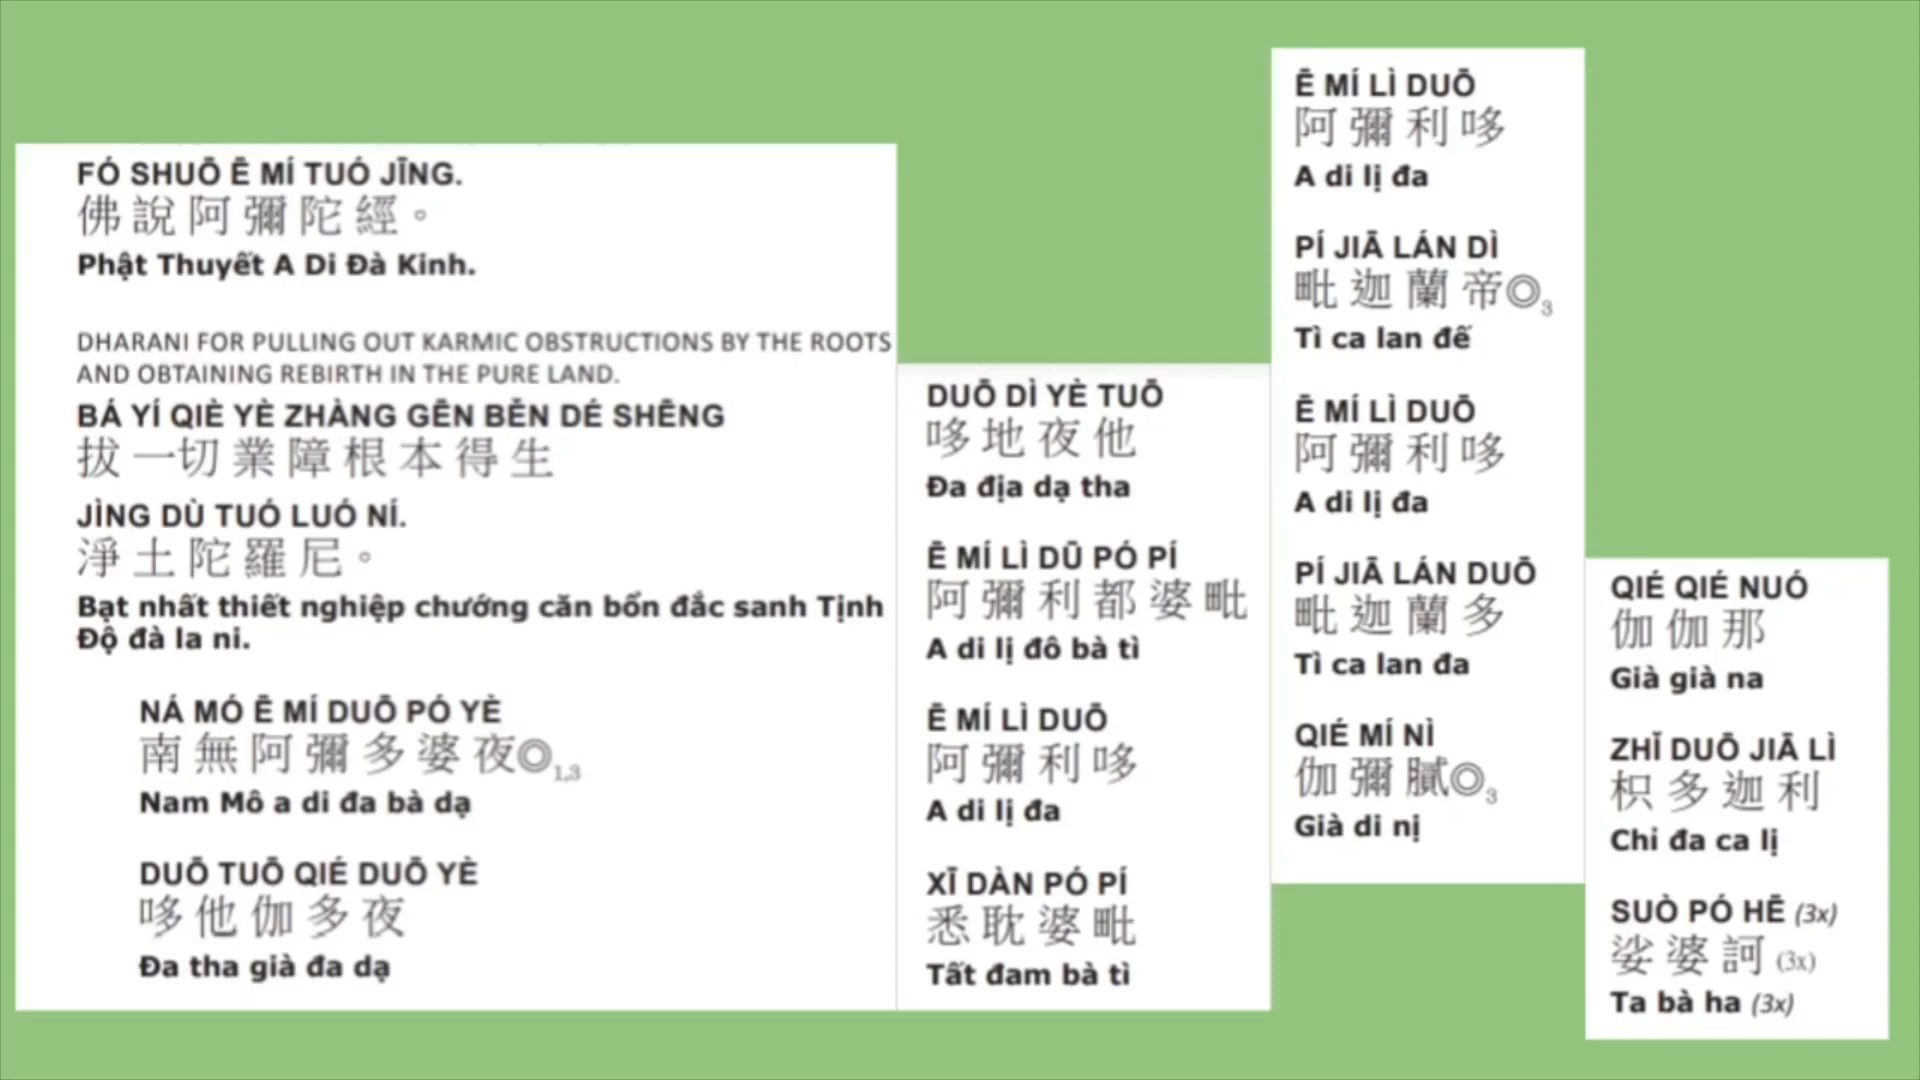 FÓ SHUŌ Ē MÍ TUÓ JĪNG.
佛說阿彌陀經。
Phật Thuyết A Di Đà Kinh.
DHARANI FOR PULLING OUT KARMIC OBSTRUCTIONS BY THE ROOTS
AND OBTAINING REBIRTH IN THE PURE LAND.
BÁ YÍ QIÈ YÈ ZHÀNG GĒN BĚN DÉ SHĒNG
拔一切業障根本得生
JÌNG DÙ TUÓ LUÓ NÍ.
淨土陀羅尼。
Bạt nhất thiết nghiệp chướng căn bổn đắc sanh Tịnh
Độ đà la ni.
NÁ MÓ Ē MÍ DUŌ PÓ YÈ
南無阿彌多婆夜◎1,3
Nam Mô a di đa bà dạ
DUŌ TUŌ QIÉ DUŌ YÈ
哆他伽多夜
Đa tha già đa dạ
DUŌ DÌ YÈ TUŌ
哆地夜他
Đa địa dạ tha
Ē MÍ LÌ DŪ PÓ PÍ
阿彌利都婆毗
A di lị đô bà tì
Ē MÍ LÌ DUŌ
阿彌利哆
A di lị đa
XĪ DÀN PÓ PÍ
悉耽婆毗
Tất đam bà tì
Ē MÍ LÌ DUŌ
阿彌利哆
A di lị đa
PÍ JIĀ LÁN DÌ
毗迦蘭帝◎3
Tì ca lan đế
Ē MÍ LÌ DUŌ
阿彌利哆
A di lị đa
PÍ JIĀ LÁN DUŌ
毗迦蘭多
Tì ca lan đa
QIÉ MÍ NÌ
伽彌膩◎3
Già di nị
QIÉ QIÉ NUÓ
伽伽那
Già già na
ZHǏ DUŌ JIĀ LÌ
枳多迦利
Chỉ đa ca lị
SUÒ PÓ HĒ (3x)
娑婆訶 (3x)
Ta bà ha (3x)